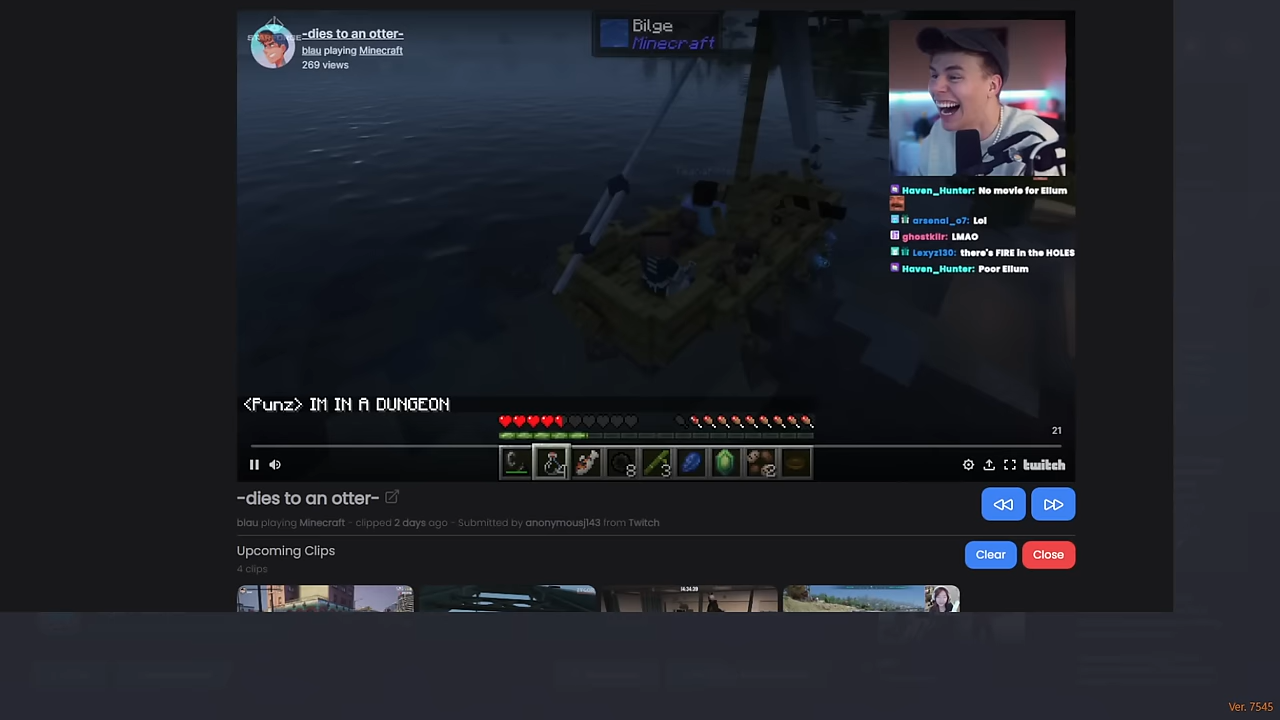 -dies to an otter-
blau playing Minecraft
269 views
Bilge
Minecraft
Haven_Hunter: No movie for Ellum
arsenal_o7: Lol
ghostkiir: LMAO
Lexyz130: there's FIRE in the HOLES
Haven_Hunter: Poor Ellum
<Punz> IM IN A DUNGEON
21
8
3
2
twitch
-dies to an otter-
blau playing Minecraft - clipped 2 days ago - Submitted by anonymousj143 from Twitch
Upcoming Clips
Clear
Close
4 clips
Ver. 7545